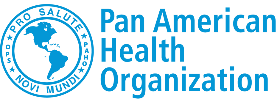 PRO SALUTE
OPS
PAHO
NOVI MUNDI
Pan American
Health
Organization